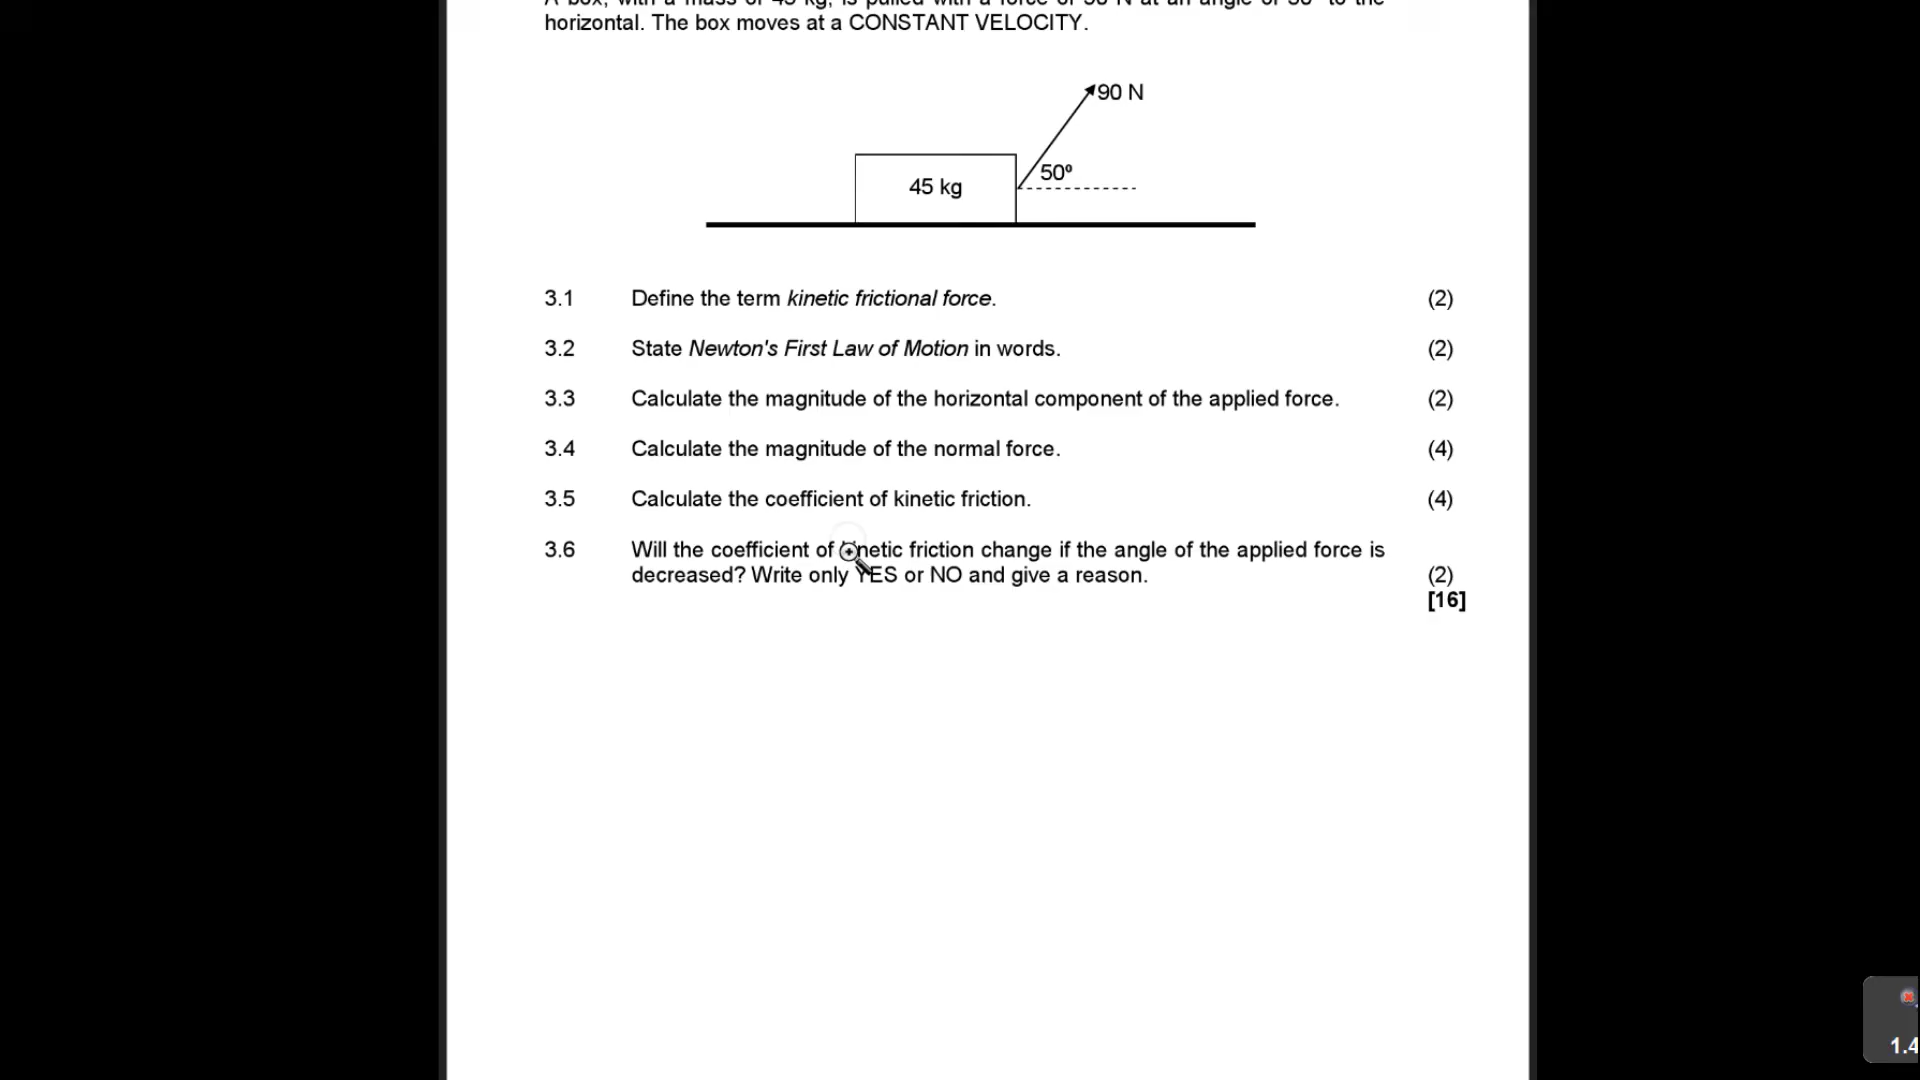 horizontal. The box moves at a CONSTANT VELOCITY.
90 N
50º
45 kg
3.1 Define the term kinetic frictional force. (2)
3.2 State Newton's First Law of Motion in words. (2)
3.3 Calculate the magnitude of the horizontal component of the applied force. (2)
3.4 Calculate the magnitude of the normal force. (4)
3.5 Calculate the coefficient of kinetic friction. (4)
3.6 Will the coefficient of kinetic friction change if the angle of the applied force is
decreased? Write only YES or NO and give a reason. (2)
[16]
1.4